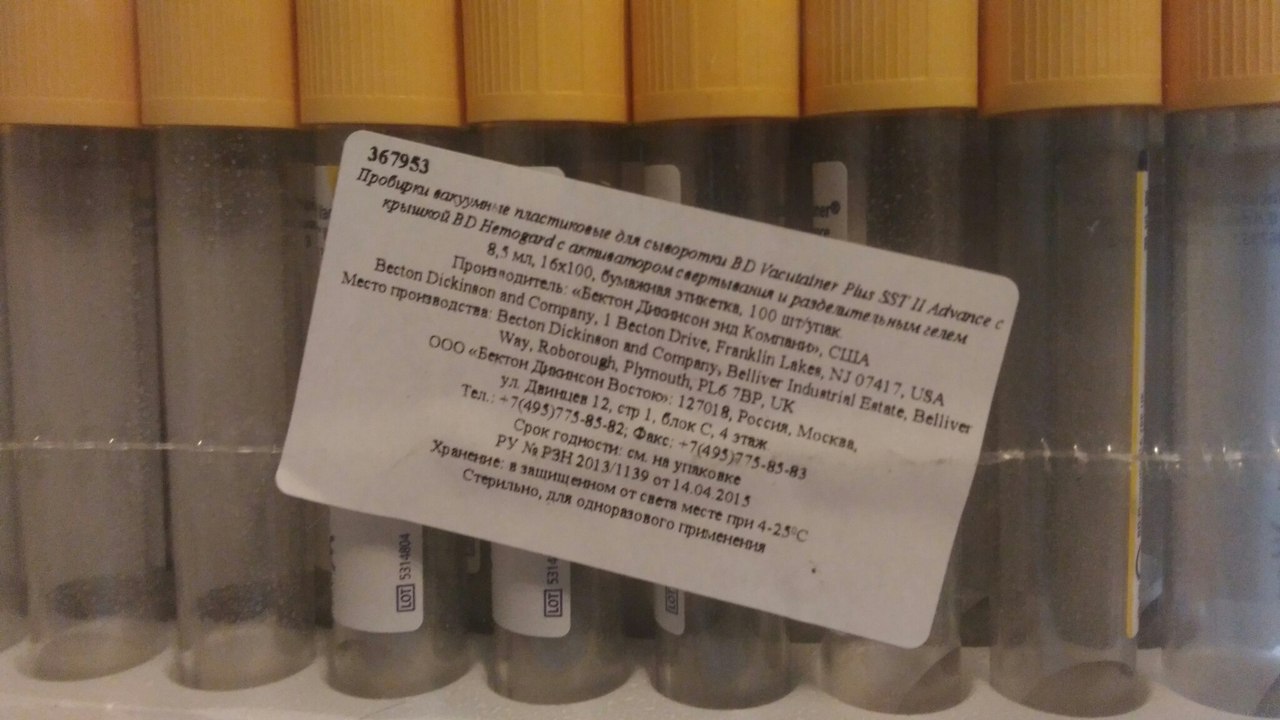 367953
Пробирки вакуумные пластиковые для сыворотки BD Vacutainer Plus SST II Advance с
крышкой BD Hemogard с активатором свертывания и разделительным гелем
8,5 мл, 16x100, бумажная этикетка, 100 шт/упак
Производитель: «Бектон Дикинсон энд Компани», США
Becton Dickinson and Company, 1 Becton Drive, Franklin Lakes, NJ 07417, USA
Место производства: Becton Dickinson and Company, Belliver Industrial Estate, Belliver
Way, Roborough, Plymouth, PL6 7BP, UK
ООО «Бектон Дикинсон Восток»: 127018, Россия, Москва,
ул. Двинцев 12, стр 1, блок С, 4 этаж
Тел.: +7(495)775-85-82; Факс: +7(495)775-85-83
Срок годности: см. на упаковке
РУ № РЗН 2013/1139 от 14.04.2015
Хранение: в защищенном от света месте при 4-25°С
Стерильно, для одноразового применения
LOT 5314804
LOT 5314
LOT